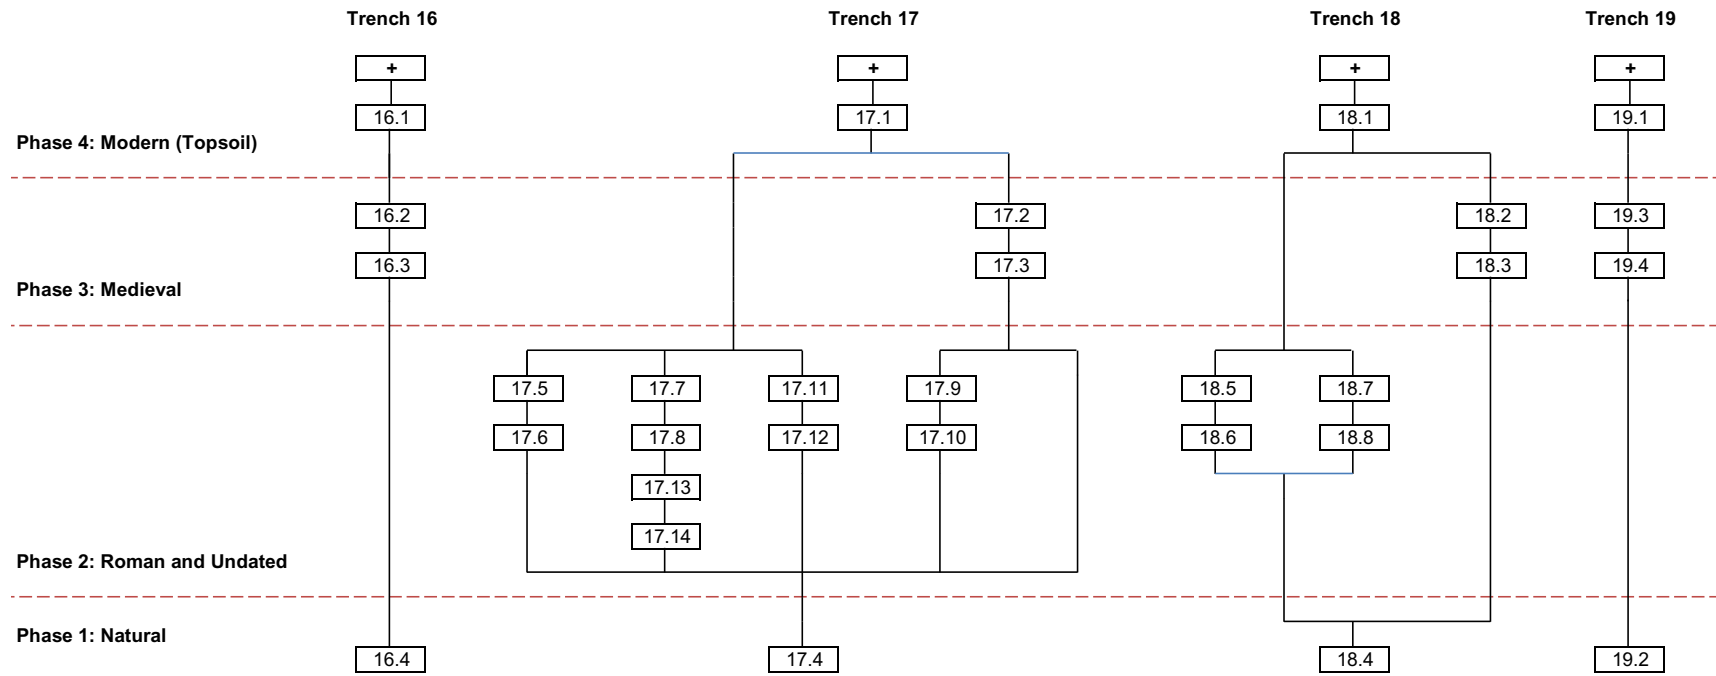 Trench 16 Trench 17 Trench 18 Trench 19
+ + + +
16.1 17.1 18.1 19.1
Phase 4: Modern (Topsoil)
16.2 17.2 18.2 19.3
16.3 17.3 18.3 19.4
Phase 3: Medieval
17.5 17.7 17.11 17.9 18.5 18.7
17.6 17.8 17.12 17.10 18.6 18.8
17.13
17.14
Phase 2: Roman and Undated
Phase 1: Natural
16.4 17.4 18.4 19.2